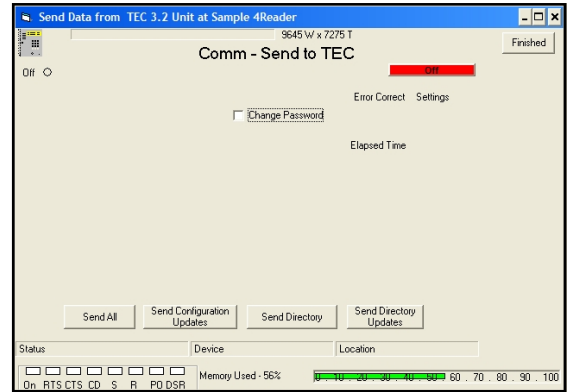 Send Data from TEC 3.2 Unit at Sample 4Reader
9645 W x 7275 T
Finished
Comm - Send to TEC
Off
Off
Error Correct Settings
Change Password
Elapsed Time
Send All
Send Configuration Updates
Send Directory
Send Directory Updates
Status Device Location
On RTS CTS CD S R PO DSR
Memory Used - 56%
0 . 10 . 20 . 30 . 40 . 50 . 60 . 70 . 80 . 90 . 100